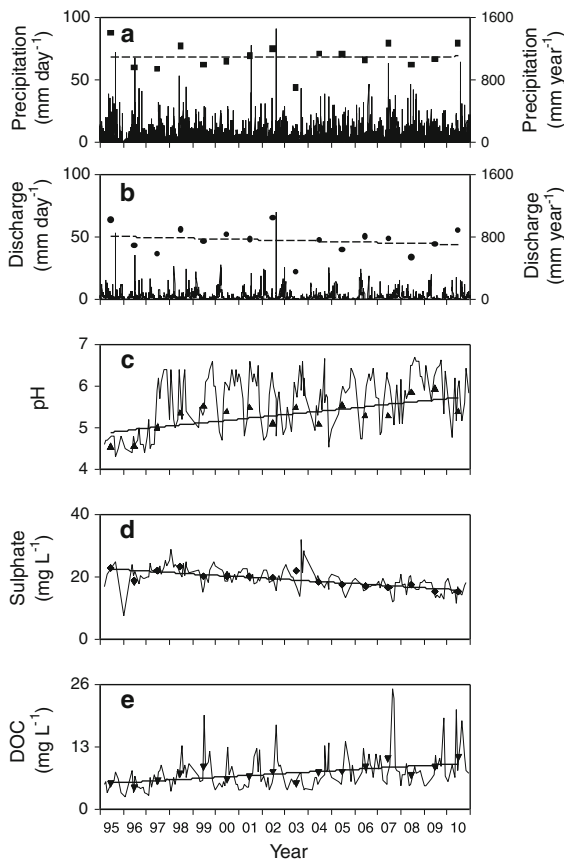 a
Precipitation
(mm day-1)
100
50
0
1600
800
0
Precipitation
(mm year-1)
b
Discharge
(mm day-1)
100
50
0
1600
800
0
Discharge
(mm year-1)
c
pH
7
6
5
4
d
Sulphate
(mg L-1)
40
20
0
e
DOC
(mg L-1)
26
13
0
95 96 97 98 99 00 01 02 03 04 05 06 07 08 09 10
Year